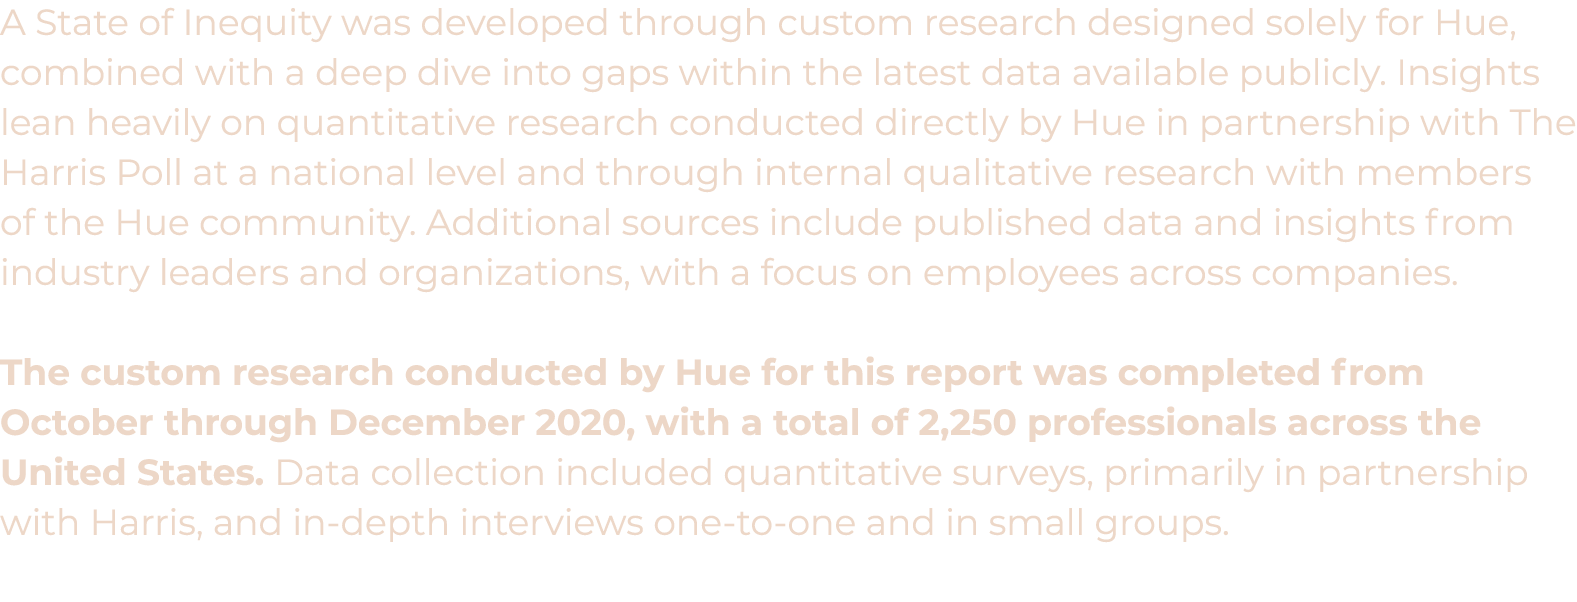 A State of Inequity was developed through custom research designed solely for Hue,
combined with a deep dive into gaps within the latest data available publicly. Insights
lean heavily on quantitative research conducted directly by Hue in partnership with The
Harris Poll at a national level and through internal qualitative research with members
of the Hue community. Additional sources include published data and insights from
industry leaders and organizations, with a focus on employees across companies.
The custom research conducted by Hue for this report was completed from
October through December 2020, with a total of 2,250 professionals across the
United States. Data collection included quantitative surveys, primarily in partnership
with Harris, and in-depth interviews one-to-one and in small groups.